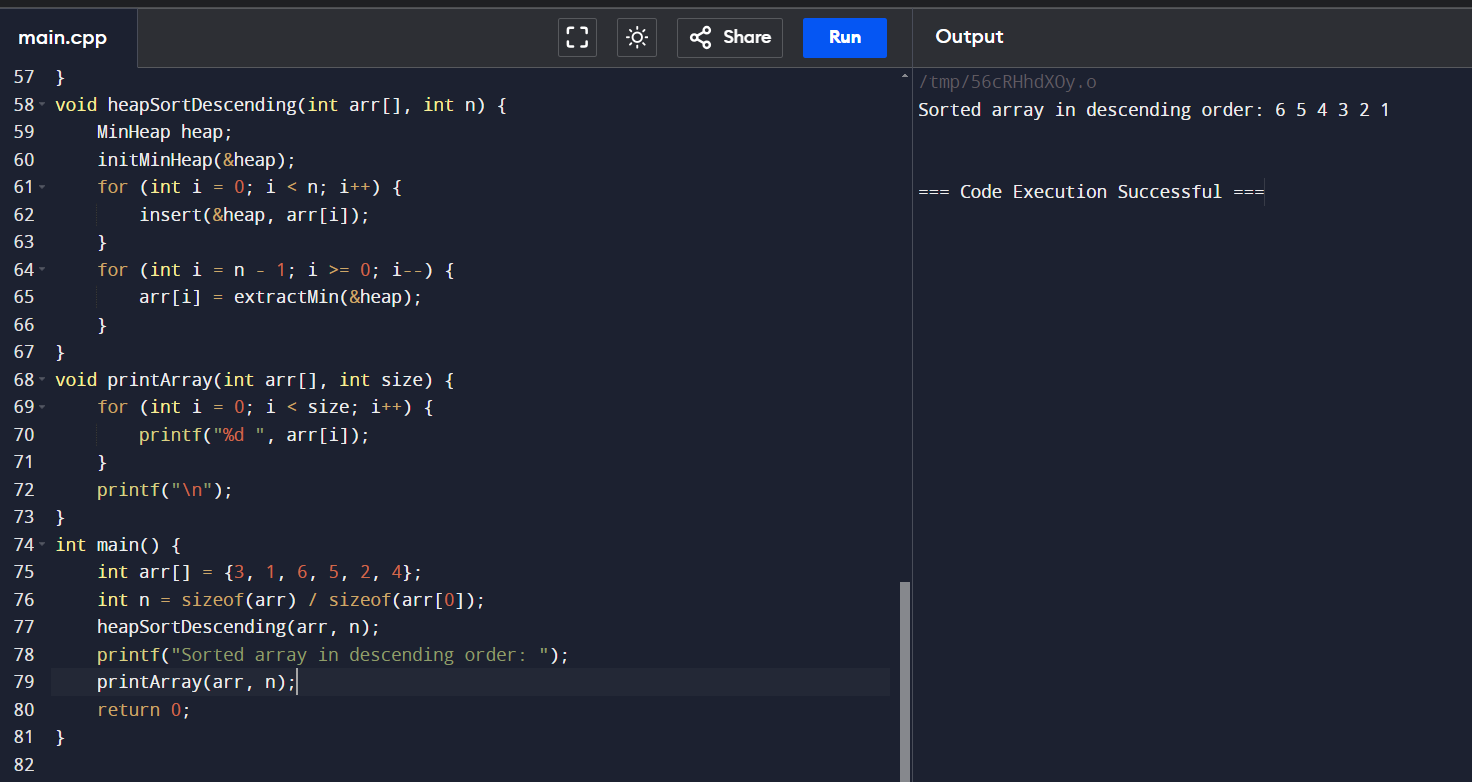 main.cpp
Share
Run
Output
57 }
58 void heapSortDescending(int arr[], int n) {
59     MinHeap heap;
60     initMinHeap(&heap);
61     for (int i = 0; i < n; i++) {
62         insert(&heap, arr[i]);
63     }
64     for (int i = n - 1; i >= 0; i--) {
65         arr[i] = extractMin(&heap);
66     }
67 }
68 void printArray(int arr[], int size) {
69     for (int i = 0; i < size; i++) {
70         printf("%d ", arr[i]);
71     }
72     printf("\n");
73 }
74 int main() {
75     int arr[] = {3, 1, 6, 5, 2, 4};
76     int n = sizeof(arr) / sizeof(arr[0]);
77     heapSortDescending(arr, n);
78     printf("Sorted array in descending order: ");
79     printArray(arr, n);
80     return 0;
81 }
82
/tmp/56cRHhdXOy.o
Sorted array in descending order: 6 5 4 3 2 1
=== Code Execution Successful ===